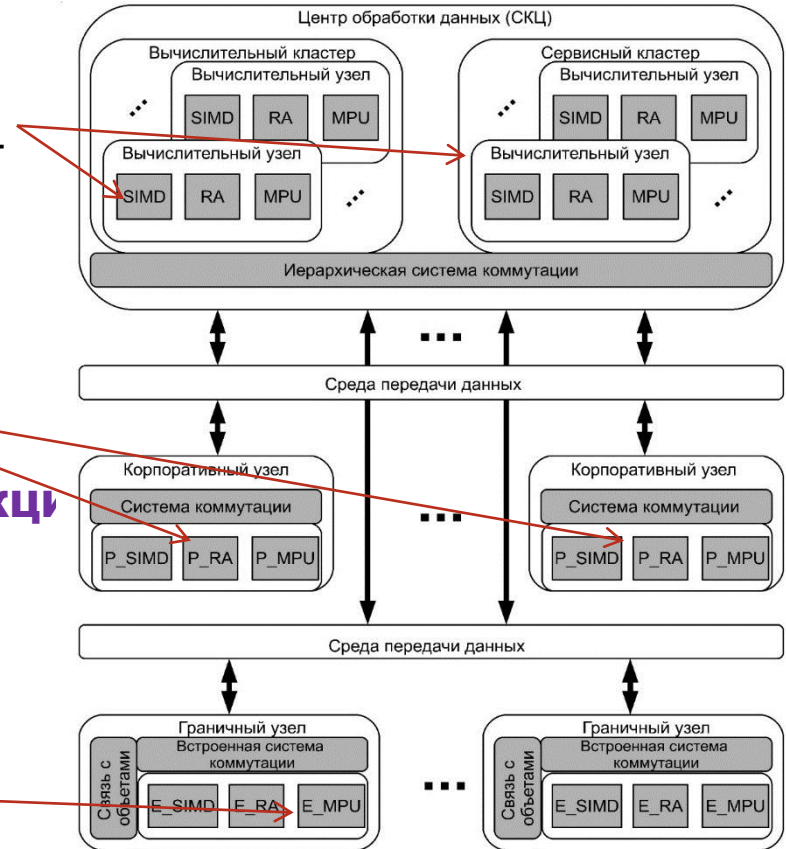 Центр обработки данных (СКЦ)
Вычислительный кластер
Сервисный кластер
Вычислительный узел
Вычислительный узел
SIMD RA MPU
SIMD RA MPU
Вычислительный узел
Вычислительный узел
SIMD RA MPU
SIMD RA MPU
Иерархическая система коммутации
Среда передачи данных
Корпоративный узел
Корпоративный узел
Система коммутации
Система коммутации
кци
P_SIMD P_RA P_MPU
P_SIMD P_RA P_MPU
Среда передачи данных
Граничный узел
Граничный узел
Связь с
объетами
Встроенная система
коммутации
Связь с
объетами
Встроенная система
коммутации
E_SIMD E_RA E_MPU
E_SIMD E_RA E_MPU